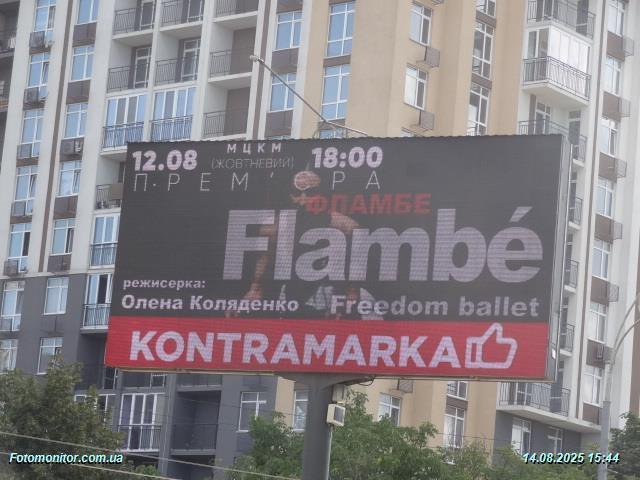 12.08 МЦКМ (ЖОВТНЕВИЙ) 18:00
ПРЕМ'ЄРА
ФЛАМБЕ
Flambé
режисерка:
Олена Коляденко Freedom ballet
KONTRAMARKA
Fotomonitor.com.ua 14.08.2025 15:44